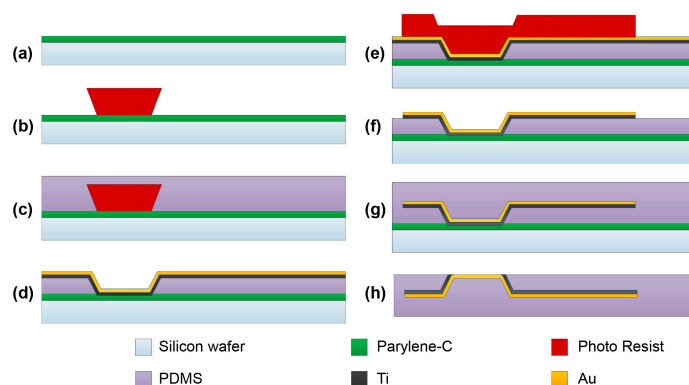 (a)
(b)
(c)
(d)
(e)
(f)
(g)
(h)
Silicon wafer
Parylene-C
Photo Resist
PDMS
Ti
Au